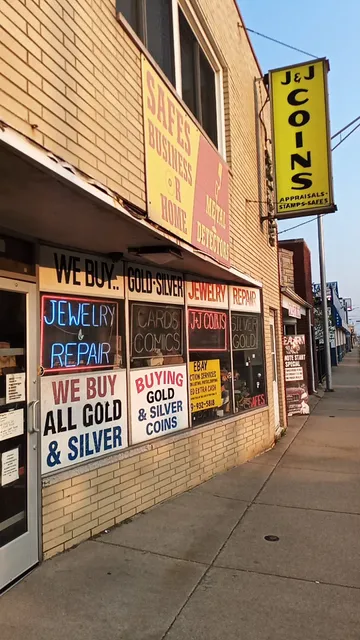 J&J
COINS
APPRAISALS-
STAMPS-SAFES
SAFES
BUSINESS
OR
HOME
METAL
DETECTORS
WE BUY..
GOLD-SILVER
JEWELRY
REPAIR
JEWELRY
&
REPAIR
CARDS
COMICS
J&J COINS
SILVER
GOLD
WE BUY
ALL GOLD
& SILVER
BUYING
GOLD
& SILVER
COINS
EBAY
SAFES